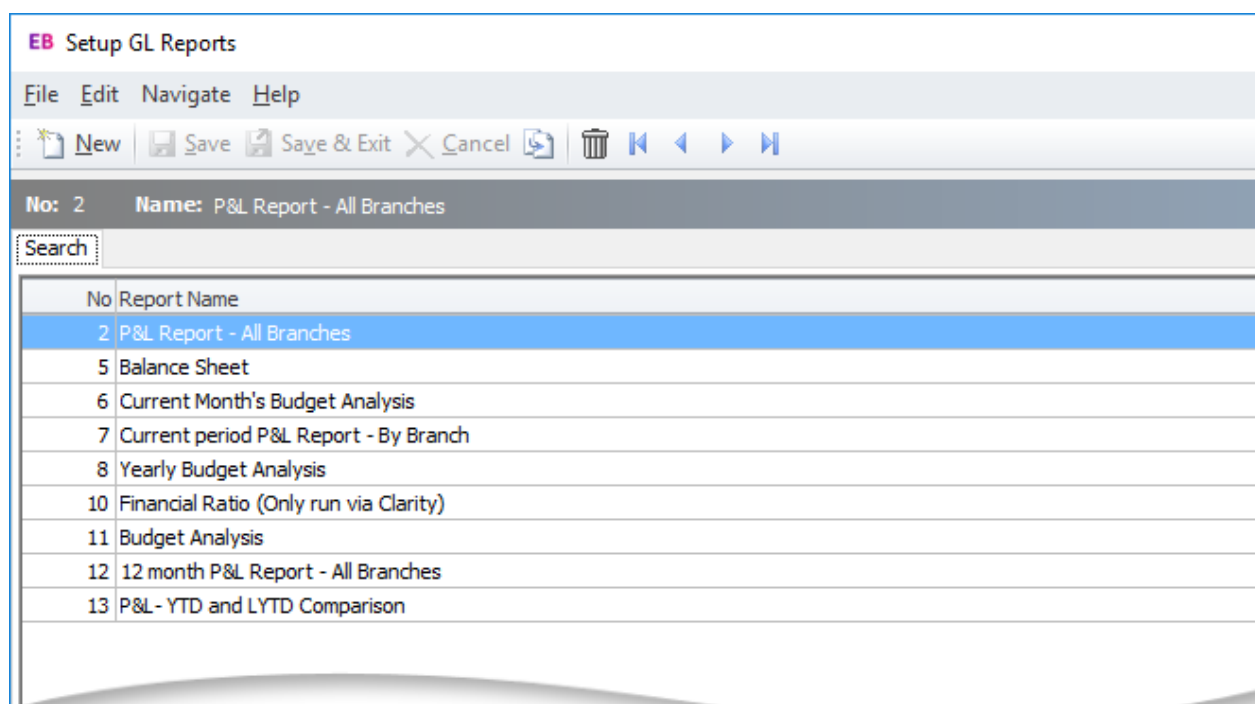 EB Setup GL Reports
File Edit Navigate Help
New Save Save & Exit Cancel
No: 2 Name: P&L Report - All Branches
Search
No Report Name
2 P&L Report - All Branches
5 Balance Sheet
6 Current Month's Budget Analysis
7 Current period P&L Report - By Branch
8 Yearly Budget Analysis
10 Financial Ratio (Only run via Clarity)
11 Budget Analysis
12 12 month P&L Report - All Branches
13 P&L- YTD and LYTD Comparison